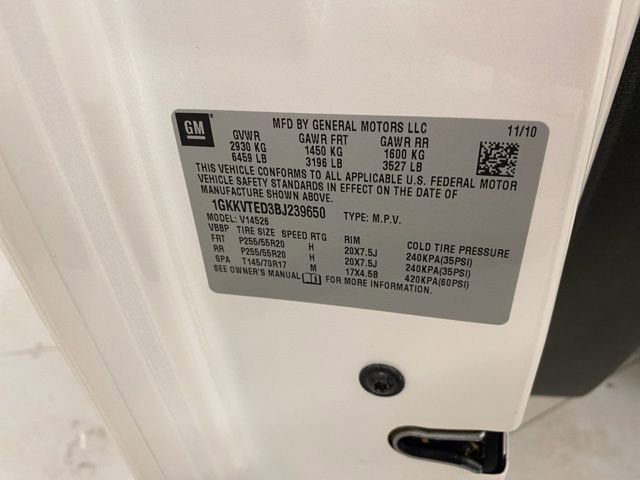 GM MFD BY GENERAL MOTORS LLC 11/10
GVWR GAWR FRT GAWR RR
2930 KG 1450 KG 1600 KG
6459 LB 3196 LB 3527 LB
THIS VEHICLE CONFORMS TO ALL APPLICABLE U.S. FEDERAL MOTOR
VEHICLE SAFETY STANDARDS IN EFFECT ON THE DATE OF
MANUFACTURE SHOWN ABOVE.
1GKKVTED3BJ239650 TYPE: M.P.V.
MODEL: V14526
VBBP TIRE SIZE SPEED RTG RIM COLD TIRE PRESSURE
FRT P255/55R20 H 20X7.5J 240KPA(35PSI)
RR P255/55R20 H 20X7.5J 240KPA(35PSI)
SPA T145/70R17 M 17X4.5B 420KPA(60PSI)
SEE OWNER'S MANUAL FOR MORE INFORMATION.